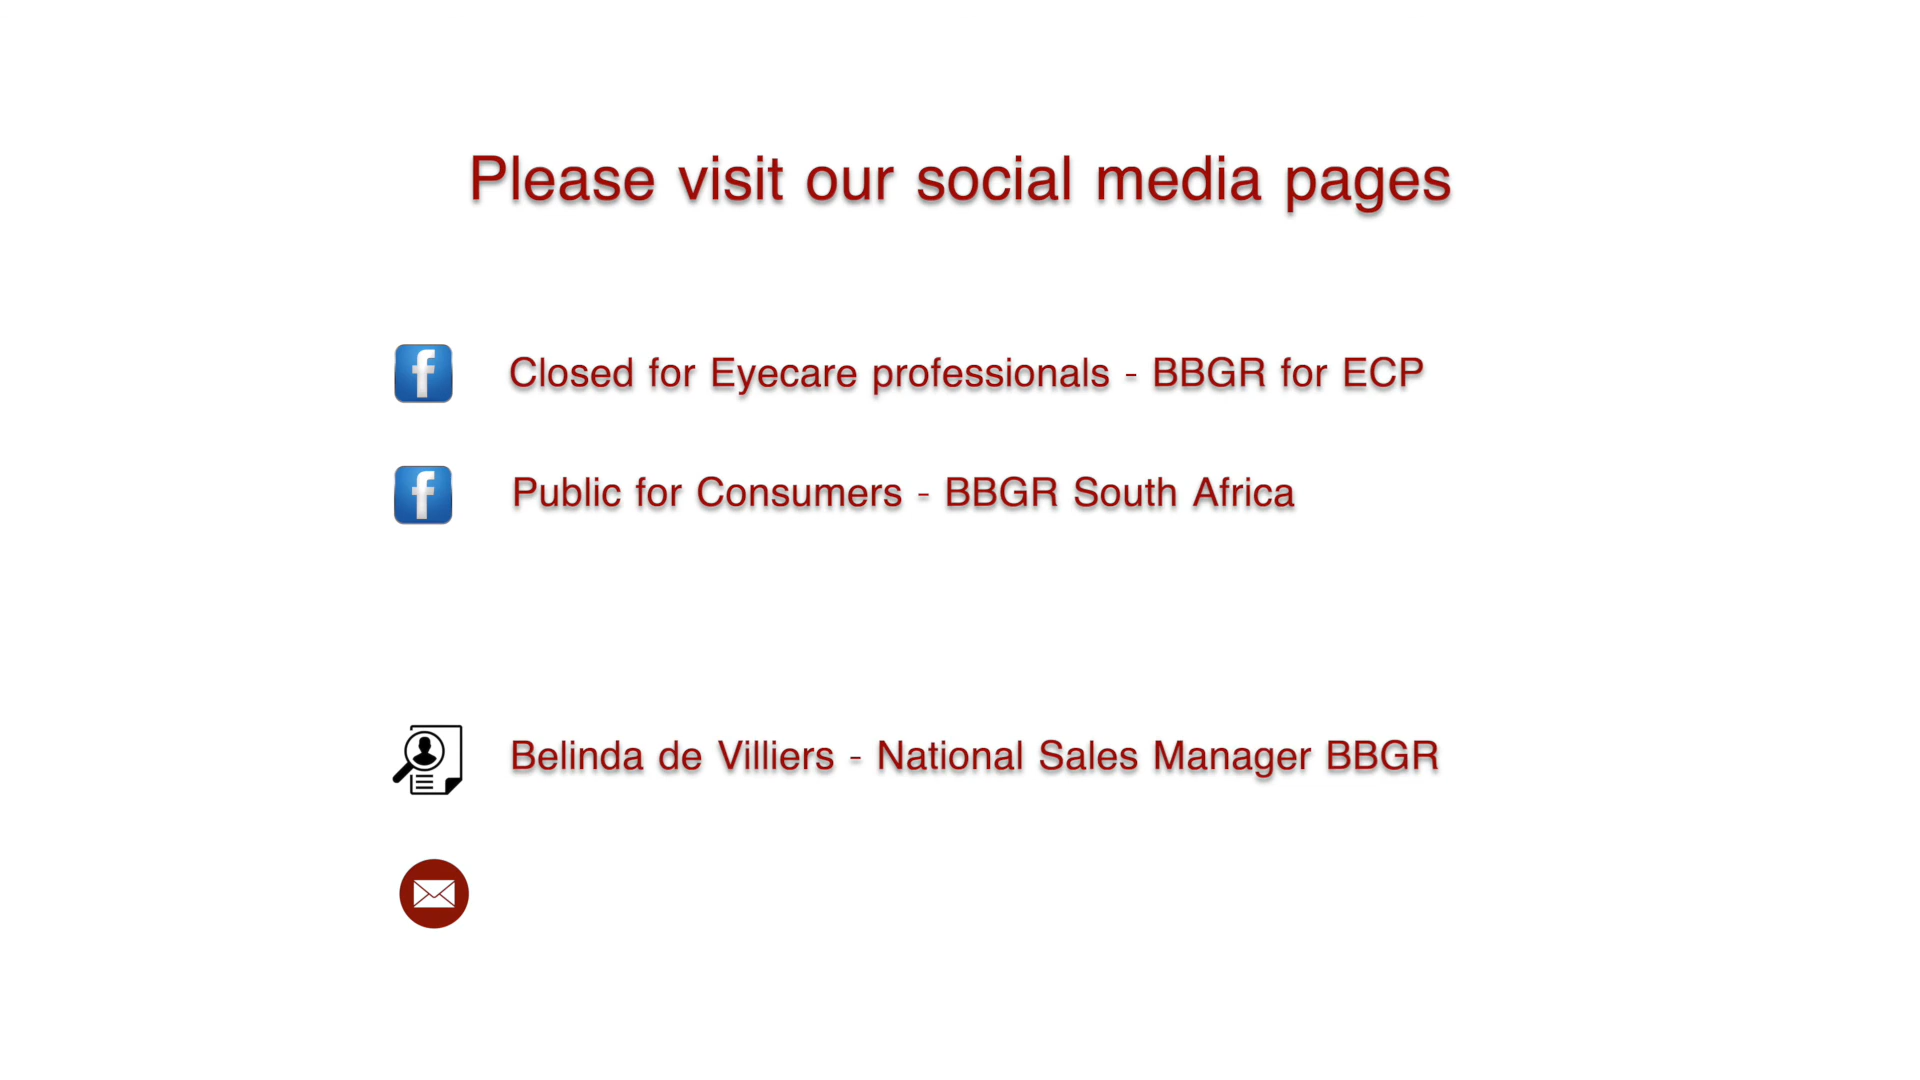 Please visit our social media pages
Closed for Eyecare professionals - BBGR for ECP
Public for Consumers - BBGR South Africa
Belinda de Villiers - National Sales Manager BBGR